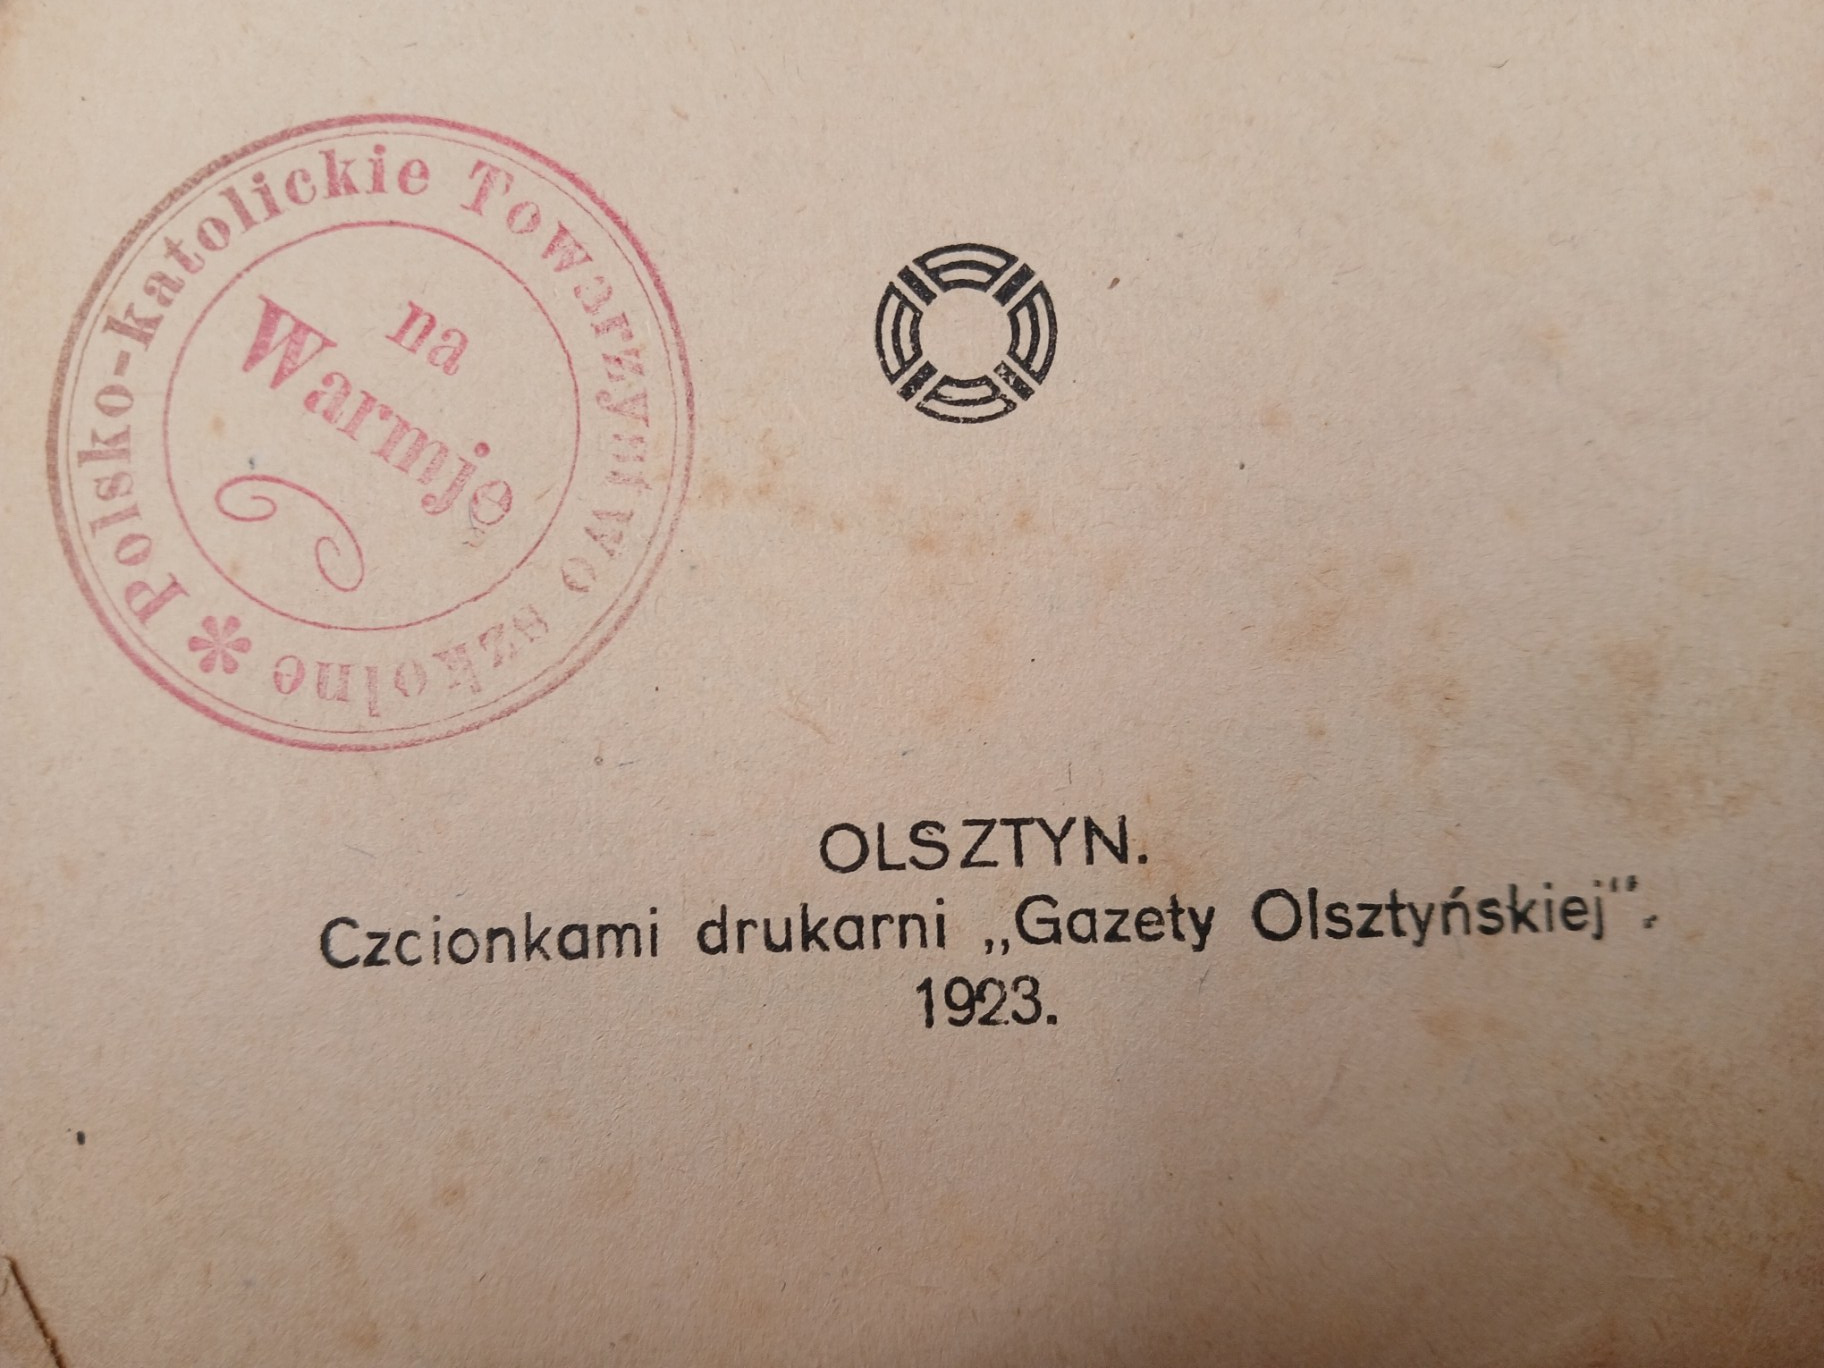 Polsko-katolickie Towarzystwo szkolne
na
Warmję
OLSZTYN.
Czcionkami drukarni „Gazety Olsztyńskiej“.
1923.